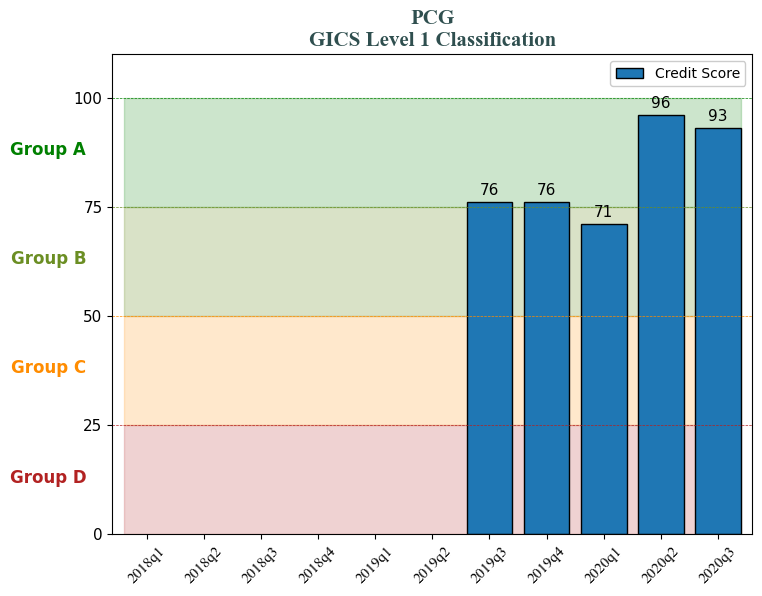 PCG
GICS Level 1 Classification
Credit Score
100
75
50
25
0
Group A
Group B
Group C
Group D
76
76
71
96
93
2018q1
2018q2
2018q3
2018q4
2019q1
2019q2
2019q3
2019q4
2020q1
2020q2
2020q3